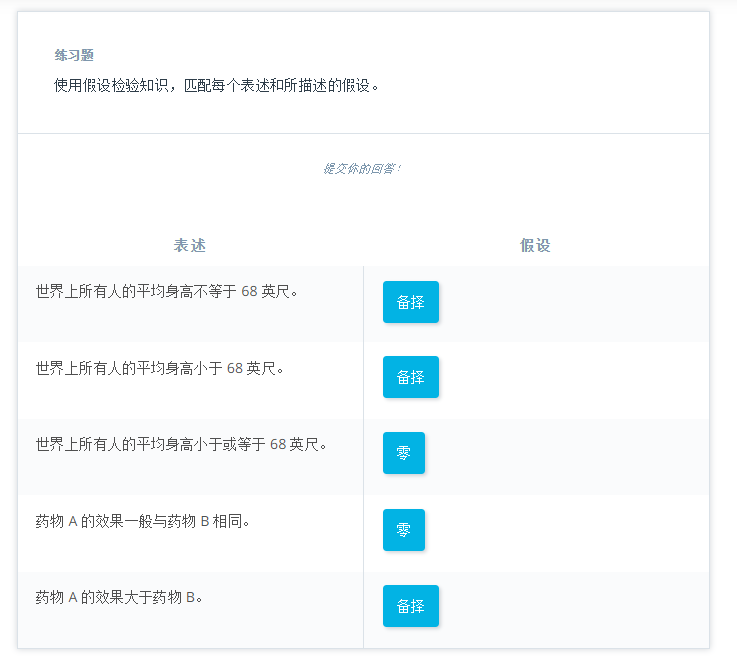 练习题
使用假设检验知识，匹配每个表述和所描述的假设。
提交你的回答！
表述
假设
世界上所有人的平均身高不等于 68 英尺。
备择
世界上所有人的平均身高小于 68 英尺。
备择
世界上所有人的平均身高小于或等于 68 英尺。
零
药物 A 的效果一般与药物 B 相同。
零
药物 A 的效果大于药物 B。
备择